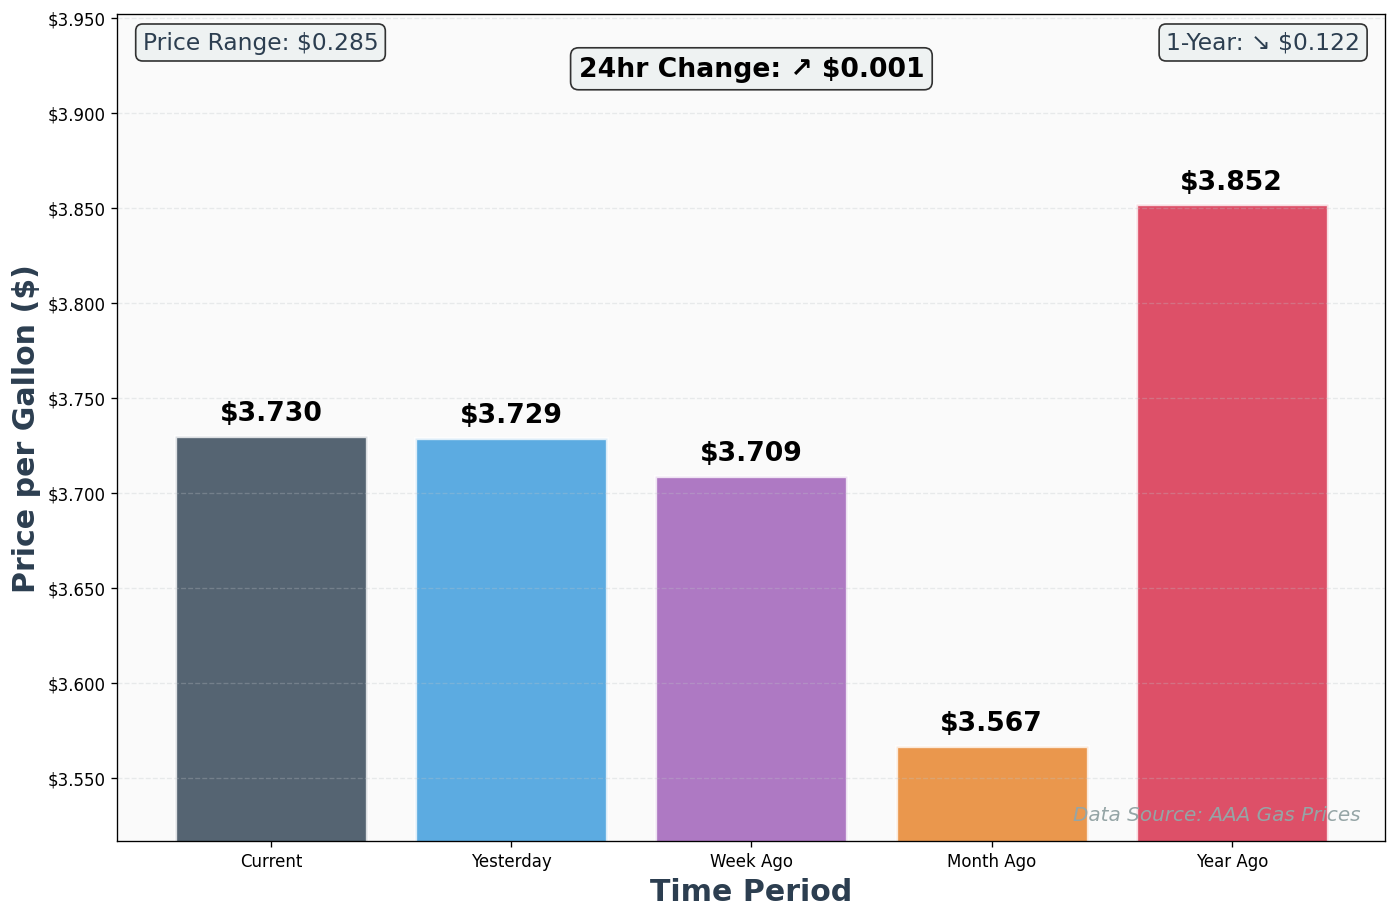 $3.950
Price Range: $0.285
1-Year: ↘ $0.122
24hr Change: ↗ $0.001
$3.900
$3.852
$3.850
$3.800
$3.750
$3.730
$3.729
$3.709
$3.700
$3.650
$3.600
$3.567
$3.550
Price per Gallon ($)
Data Source: AAA Gas Prices
Current
Yesterday
Week Ago
Month Ago
Year Ago
Time Period